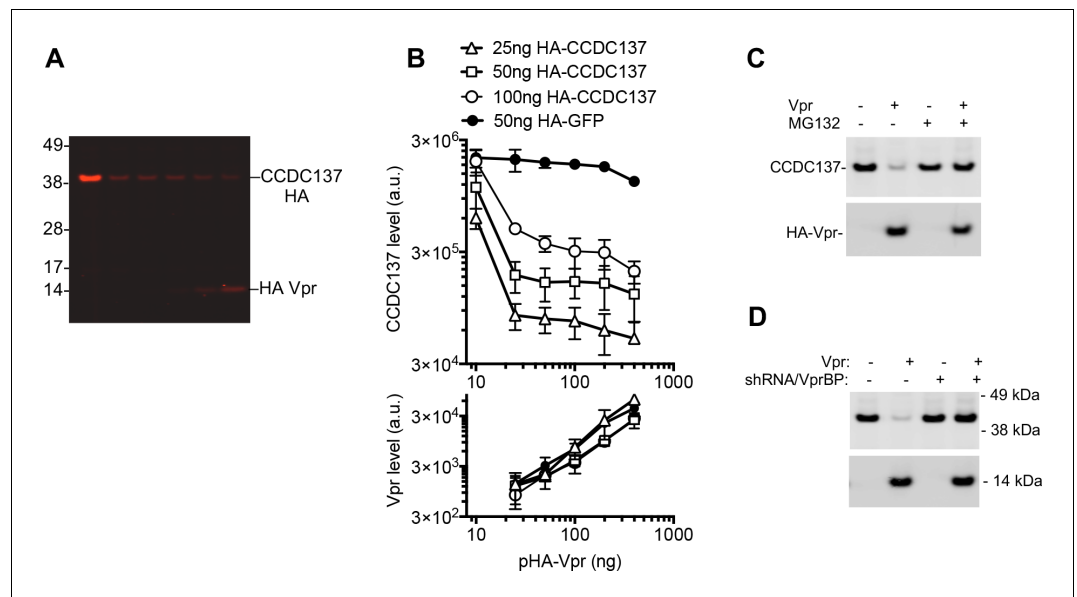 A
49-
38-
28-
17-
14-
CCDC137
HA
HA Vpr
B
25ng HA-CCDC137
50ng HA-CCDC137
100ng HA-CCDC137
50ng HA-GFP
CCDC137 level (a.u.)
3×10⁶
3×10⁵
3×10⁴
10 100 1000
Vpr level (a.u.)
3×10⁴
3×10³
3×10²
10 100 1000
pHA-Vpr (ng)
C
Vpr - + - +
MG132 - - + +
CCDC137-
HA-Vpr-
D
Vpr: - + - +
shRNA/VprBP: - - + +
- 49 kDa
- 38 kDa
- 14 kDa